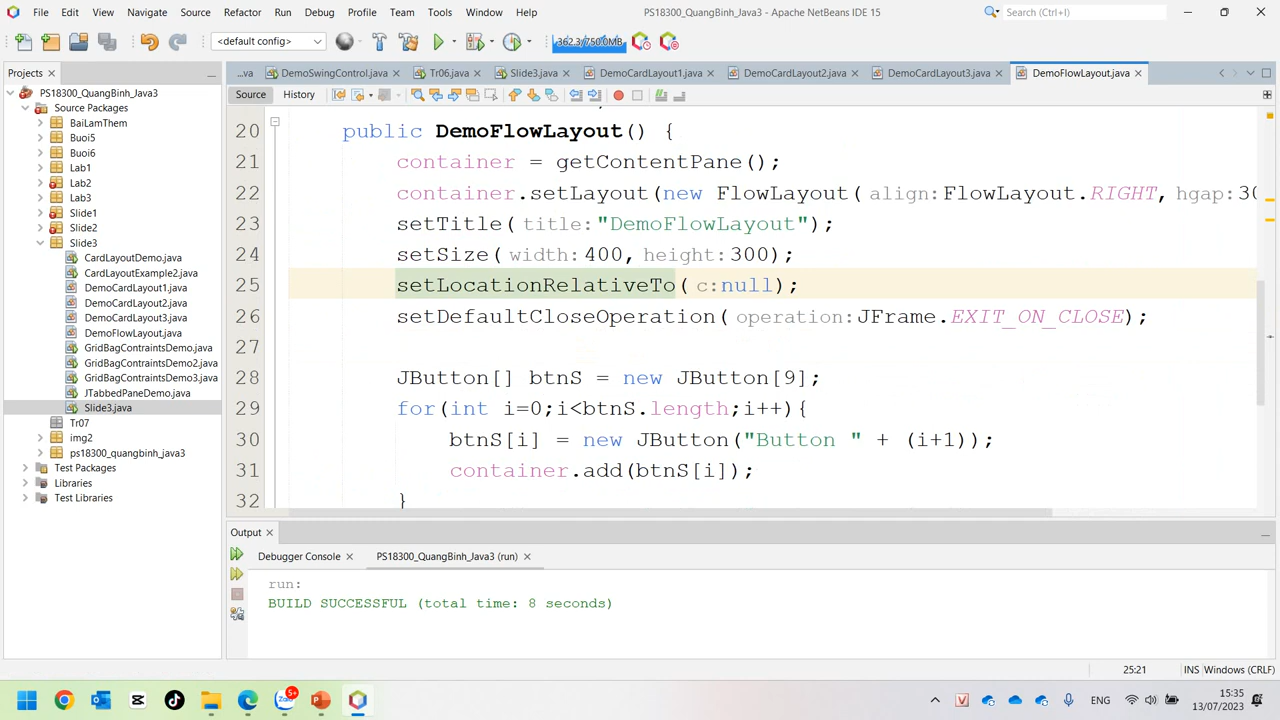 File Edit View Navigate Source Refactor Run Debug Profile Team Tools Window Help
PS18300_QuangBinh_Java3 - Apache NetBeans IDE 15
Search (Ctrl+I)
<default config>
362.3/750.0MB
Projects
...va
DemoSwingControl.java
Tr06.java
Slide3.java
DemoCardLayout1.java
DemoCardLayout2.java
DemoCardLayout3.java
DemoFlowLayout.java
Source History
PS18300_QuangBinh_Java3
Source Packages
BaiLamThem
Buoi5
Buoi6
Lab1
Lab2
Lab3
Slide1
Slide2
Slide3
CardLayoutDemo.java
CardLayoutExample2.java
DemoCardLayout1.java
DemoCardLayout2.java
DemoCardLayout3.java
DemoFlowLayout.java
GridBagContraintsDemo.java
GridBagContraintsDemo2.java
GridBagContraintsDemo3.java
JTabbedPaneDemo.java
Slide3.java
Tr07
img2
ps18300_quangbinh_java3
Test Packages
Libraries
Test Libraries
20 public DemoFlowLayout() {
21 container = getContentPane();
22 container.setLayout(new FlowLayout( align: FlowLayout.RIGHT, hgap: 30
23 setTitle( title: "DemoFlowLayout");
24 setSize( width: 400, height: 300);
25 setLocationRelativeTo( c: null);
26 setDefaultCloseOperation( operation: JFrame.EXIT_ON_CLOSE);
27
28 JButton[] btnS = new JButton[9];
29 for(int i=0;i<btnS.length;i++){
30 btnS[i] = new JButton("Button " + (i+1));
31 container.add(btnS[i]);
32 }
Output
Debugger Console
PS18300_QuangBinh_Java3 (run)
run:
BUILD SUCCESSFUL (total time: 8 seconds)
25:21
INS
Windows (CRLF)
Zalo
5+
ENG
15:35
13/07/2023